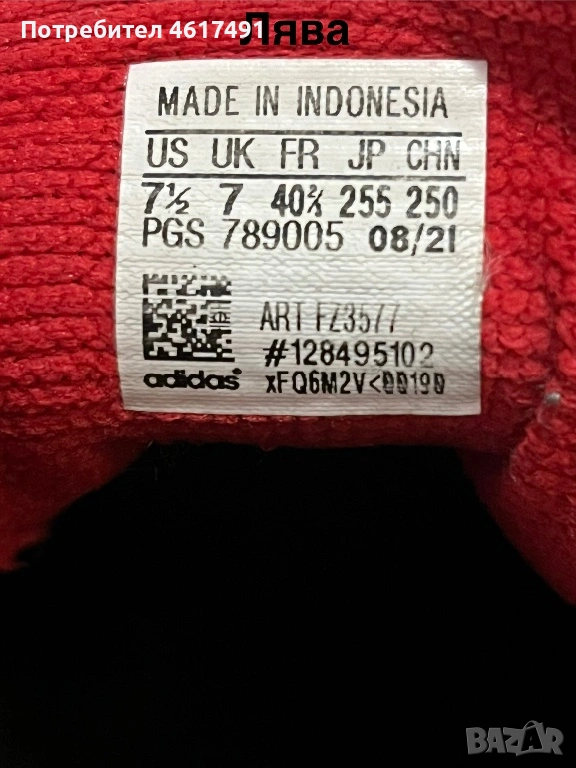 Потребител 4617491
Лява
MADE IN INDONESIA
US UK FR JP CHN
7½ 7 40⅔ 255 250
PGS 789005 08/21
ART FZ3577
#128495102
adidas®
xFQ6M2V<00190
BAZAR